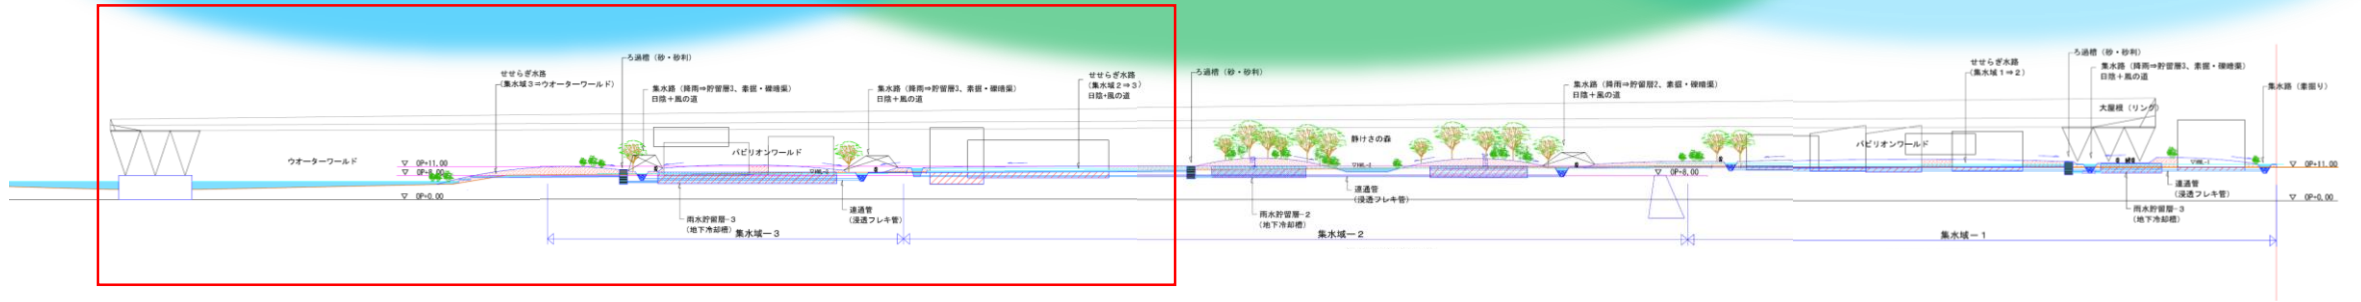 せせらぎ水路
(集水域3⇒ウオーターワールド)
ろ過槽（砂・砂利）
集水路（降雨⇒貯留層3、素掘・礫暗渠）
日陰＋風の道
集水路（降雨⇒貯留層3、素掘・礫暗渠）
日陰＋風の道
せせらぎ水路
(集水域2⇒3)
日陰+風の道
ろ過槽（砂・砂利）
集水路（降雨⇒貯留層2、素掘・礫暗渠）
日陰＋風の道
せせらぎ水路
(集水域1⇒2)
ろ過槽（砂・砂利）
集水路（降雨⇒貯留層3、素掘・礫暗渠）
日陰＋風の道
集水路（素掘り）
大屋根（リング）
ウオーターワールド
パビリオンワールド
静けさの森
パビリオンワールド
▽ OP+11.00
▽ OP+0.00
▽ OP+8.00
▽ OP+11.00
▽ OP+0.00
雨水貯留層-3
(地下冷却槽)
連通管
(浸透フレキ管)
雨水貯留層-2
(地下冷却槽)
連通管
(浸透フレキ管)
雨水貯留層-3
(地下冷却槽)
連通管
(浸透フレキ管)
集水域－3
集水域－2
集水域－1